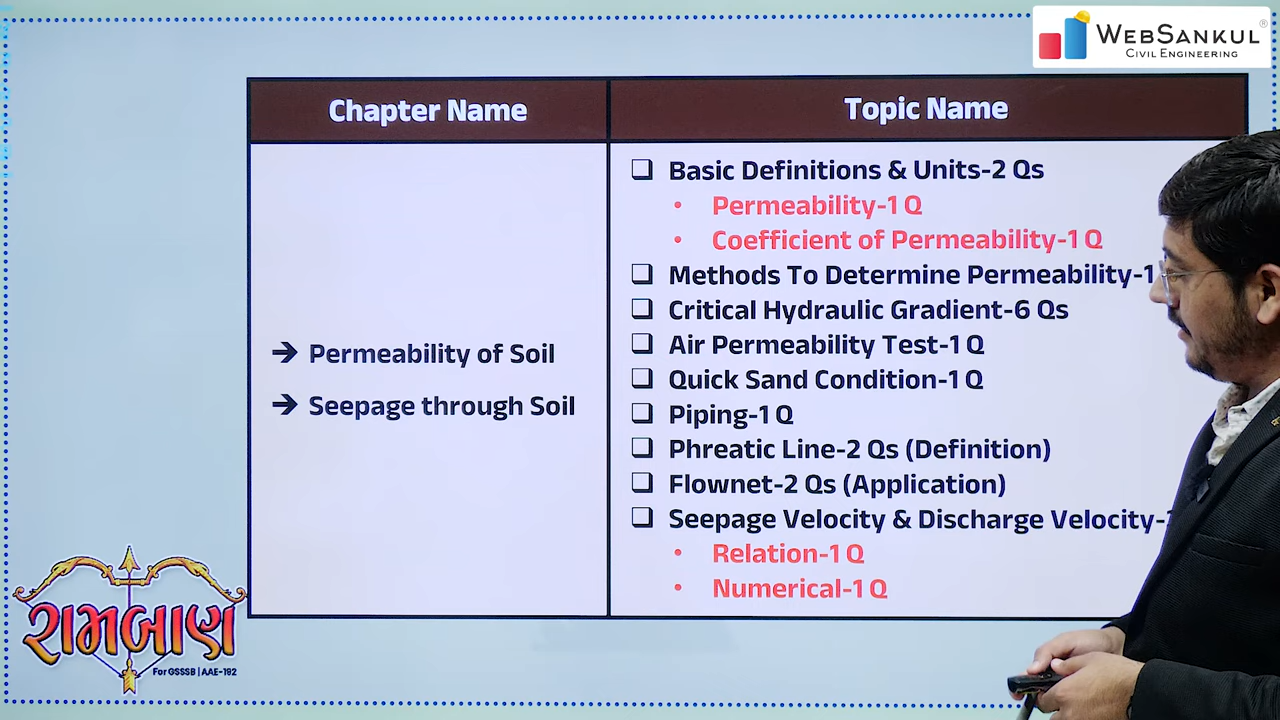 WEBSANKUL®
CIVIL ENGINEERING
Chapter Name
Topic Name
→ Permeability of Soil
→ Seepage through Soil
❑ Basic Definitions & Units-2 Qs
• Permeability-1 Q
• Coefficient of Permeability-1 Q
❑ Methods To Determine Permeability-1
❑ Critical Hydraulic Gradient-6 Qs
❑ Air Permeability Test-1 Q
❑ Quick Sand Condition-1 Q
❑ Piping-1 Q
❑ Phreatic Line-2 Qs (Definition)
❑ Flownet-2 Qs (Application)
❑ Seepage Velocity & Discharge Velocity-
• Relation-1 Q
• Numerical-1 Q
રામબાણ
For GSSSB | AAE-192